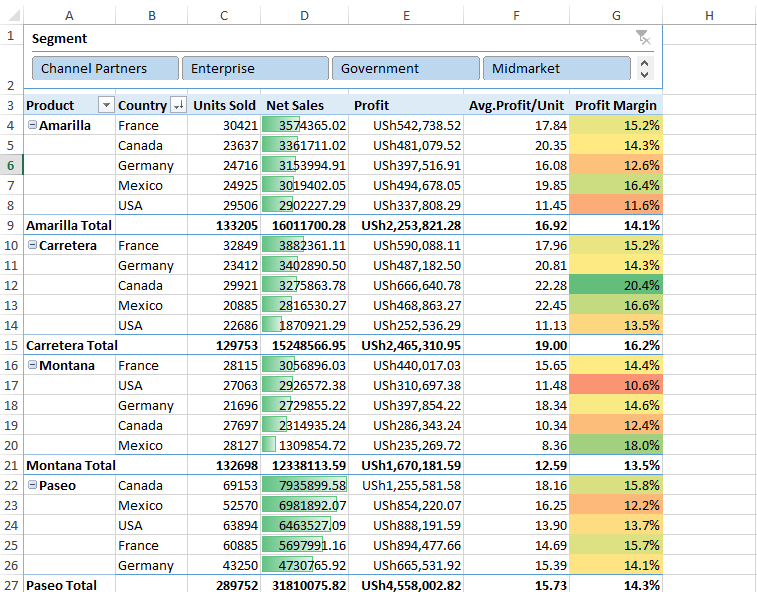 A B C D E F G H
1 Segment
2 Channel Partners Enterprise Government Midmarket
3 Product Country Units Sold Net Sales Profit Avg.Profit/Unit Profit Margin
4 Amarilla France 30421 3574365.02 USh542,738.52 17.84 15.2%
5 Canada 23637 3361711.02 USh481,079.52 20.35 14.3%
6 Germany 24716 3153994.91 USh397,516.91 16.08 12.6%
7 Mexico 24925 3019402.05 USh494,678.05 19.85 16.4%
8 USA 29506 2902227.29 USh337,808.29 11.45 11.6%
9 Amarilla Total 133205 16011700.28 USh2,253,821.28 16.92 14.1%
10 Carretera France 32849 3882361.11 USh590,088.11 17.96 15.2%
11 Germany 23412 3402890.50 USh487,182.50 20.81 14.3%
12 Canada 29921 3275863.78 USh666,640.78 22.28 20.4%
13 Mexico 20885 2816530.27 USh468,863.27 22.45 16.6%
14 USA 22686 1870921.29 USh252,536.29 11.13 13.5%
15 Carretera Total 129753 15248566.95 USh2,465,310.95 19.00 16.2%
16 Montana France 28115 3056896.03 USh440,017.03 15.65 14.4%
17 USA 27063 2926572.38 USh310,697.38 11.48 10.6%
18 Germany 21696 2729855.22 USh397,854.22 18.34 14.6%
19 Canada 27697 2314935.24 USh286,343.24 10.34 12.4%
20 Mexico 28127 1309854.72 USh235,269.72 8.36 18.0%
21 Montana Total 132698 12338113.59 USh1,670,181.59 12.59 13.5%
22 Paseo Canada 69153 7935899.58 USh1,255,581.58 18.16 15.8%
23 Mexico 52570 6981892.07 USh854,220.07 16.25 12.2%
24 USA 63894 6463527.09 USh888,191.59 13.90 13.7%
25 France 60885 5697991.16 USh894,477.66 14.69 15.7%
26 Germany 43250 4730765.92 USh665,531.92 15.39 14.1%
27 Paseo Total 289752 31810075.82 USh4,558,002.82 15.73 14.3%